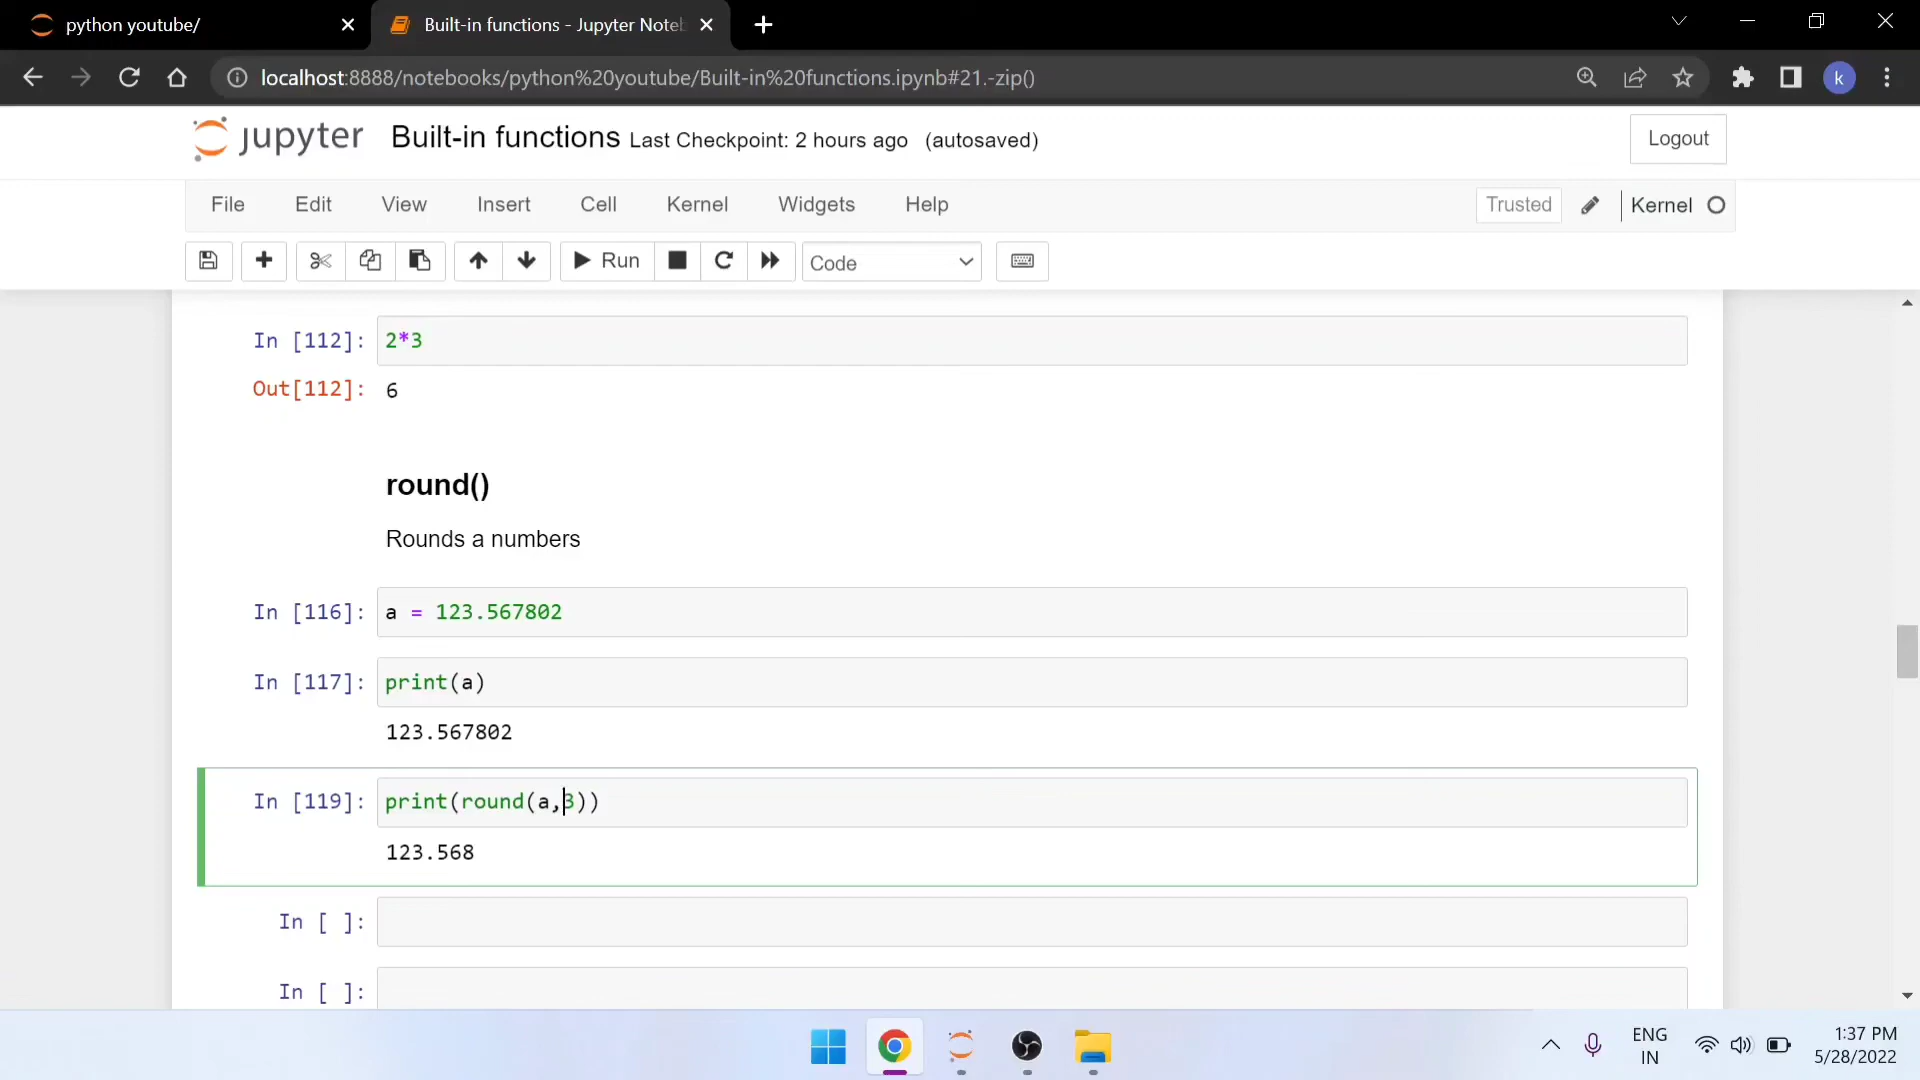 python youtube/
Built-in functions - Jupyter Noteb
localhost:8888/notebooks/python%20youtube/Built-in%20functions.ipynb#21.-zip()
k
jupyter Built-in functions Last Checkpoint: 2 hours ago (autosaved)
Logout
File Edit View Insert Cell Kernel Widgets Help
Trusted Kernel
Run Code
In [112]: 2*3
Out[112]: 6
round()
Rounds a numbers
In [116]: a = 123.567802
In [117]: print(a)
123.567802
In [119]: print(round(a,3))
123.568
In [ ]:
In [ ]:
ENG
IN
1:37 PM
5/28/2022